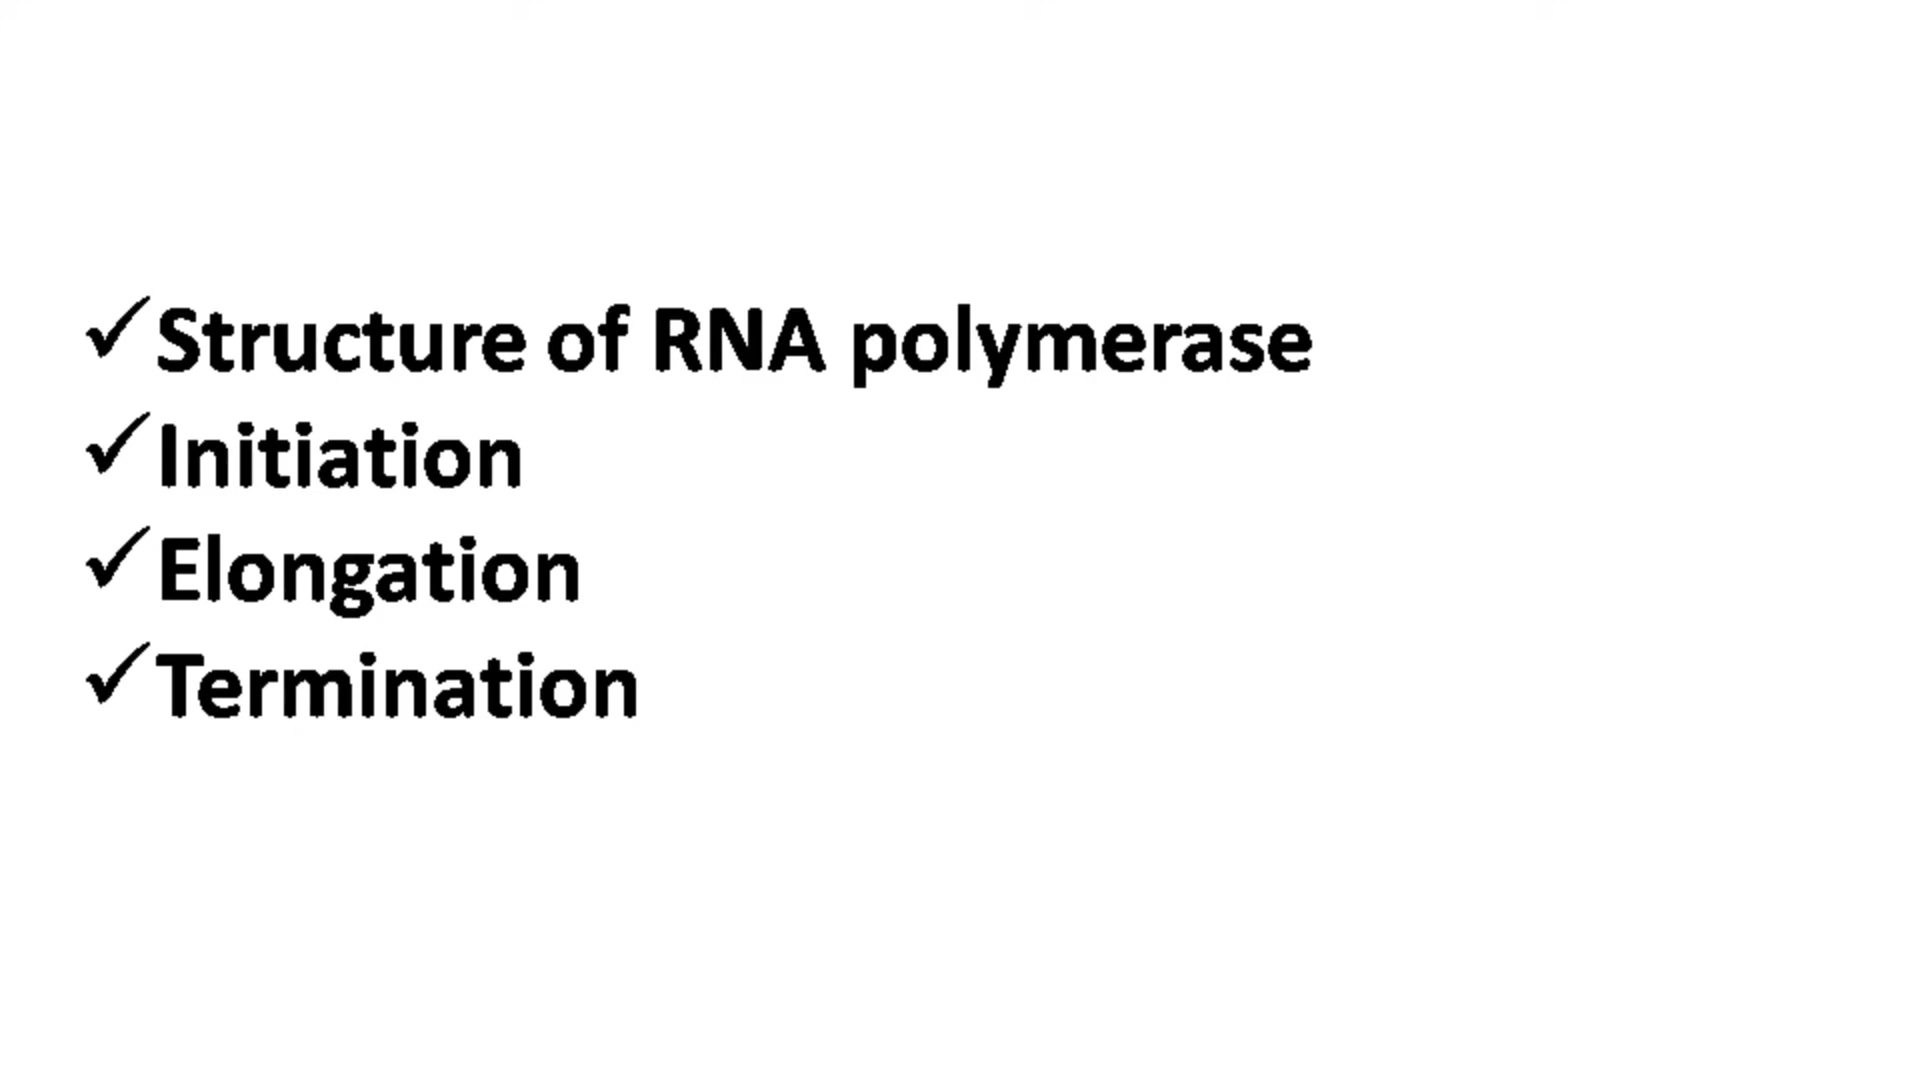 ✓Structure of RNA polymerase
✓Initiation
✓Elongation
✓Termination